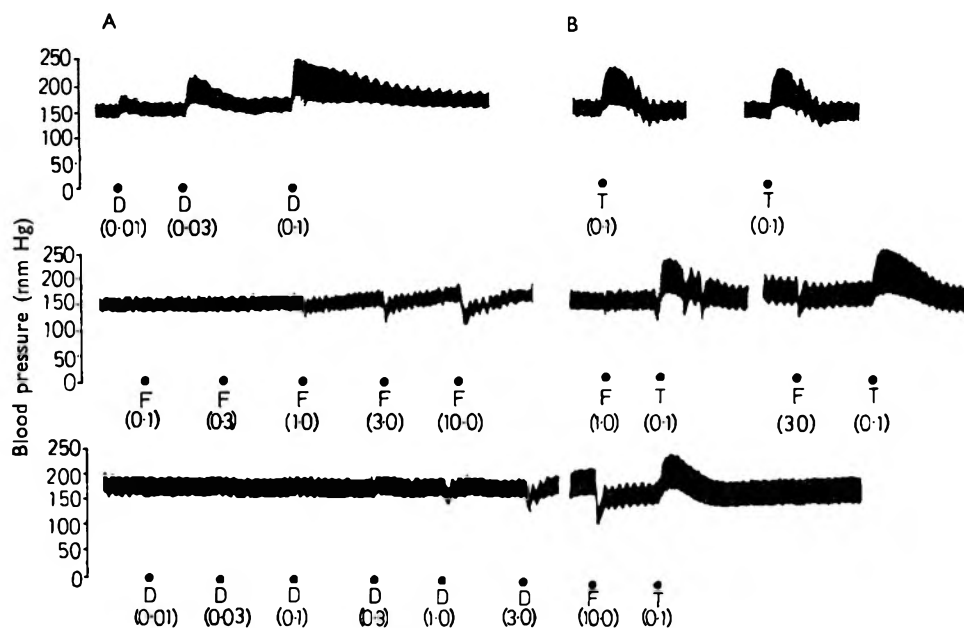 A B
250
200
150
100
50
0
D D D T T
(0·01) (0·03) (0·1) (0·1) (0·1)
Blood pressure (mm Hg)
250
200
150
100
50
0
F F F F F F T F T
(0·1) (0·3) (1·0) (3·0) (10·0) (1·0) (0·1) (3·0) (0·1)
250
200
150
100
50
0
D D D D D D F T
(0·01) (0·03) (0·1) (0·3) (1·0) (3·0) (10·0) (0·1)